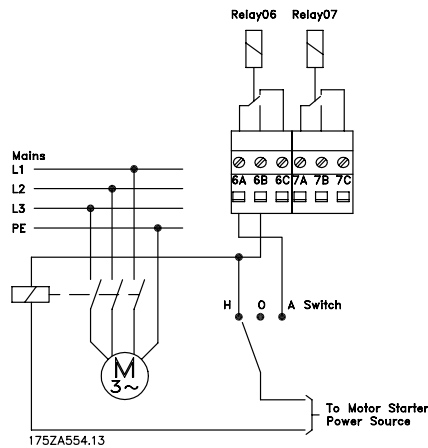 Relay06 Relay07
6A 6B 6C 7A 7B 7C
Mains
L1
L2
L3
PE
H O A Switch
M
3~
To Motor Starter
Power Source
175ZA554.13